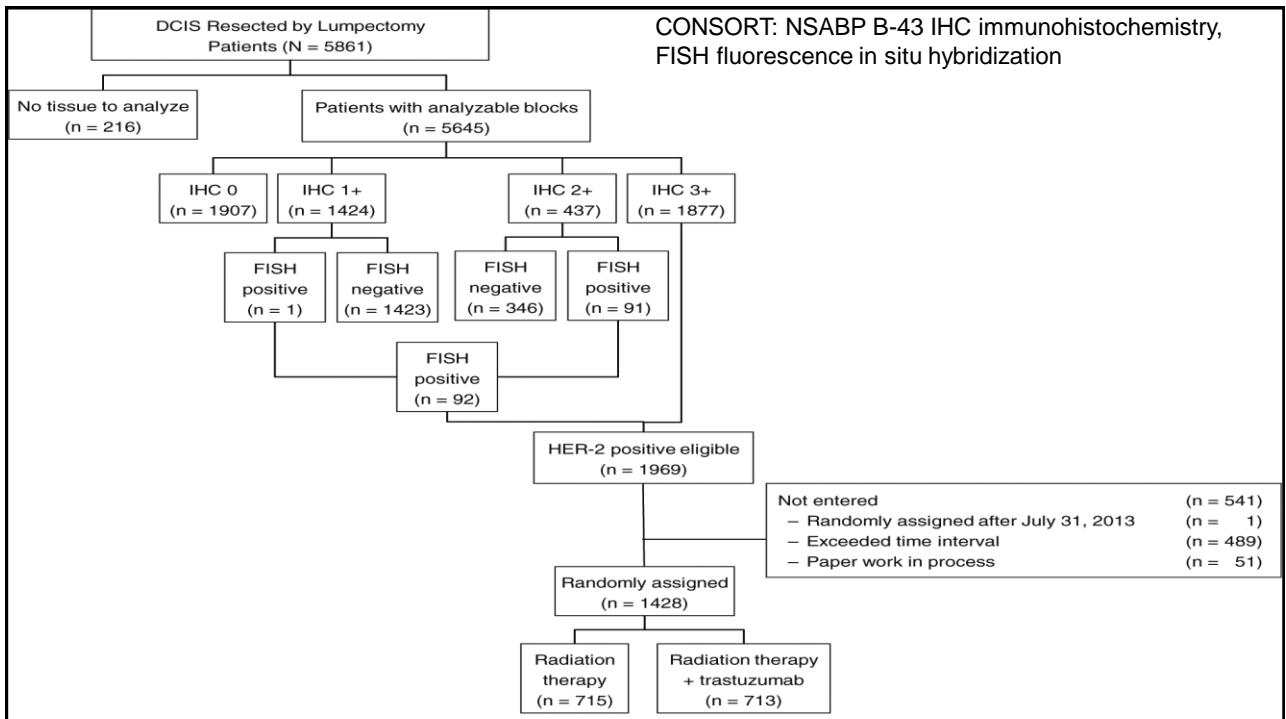 DCIS Resected by Lumpectomy
Patients (N = 5861)
CONSORT: NSABP B-43 IHC immunohistochemistry,
FISH fluorescence in situ hybridization
No tissue to analyze
(n = 216)
Patients with analyzable blocks
(n = 5645)
IHC 0
(n = 1907)
IHC 1+
(n = 1424)
IHC 2+
(n = 437)
IHC 3+
(n = 1877)
FISH
positive
(n = 1)
FISH
negative
(n = 1423)
FISH
negative
(n = 346)
FISH
positive
(n = 91)
FISH
positive
(n = 92)
HER-2 positive eligible
(n = 1969)
Not entered (n = 541)
– Randomly assigned after July 31, 2013 (n = 1)
– Exceeded time interval (n = 489)
– Paper work in process (n = 51)
Randomly assigned
(n = 1428)
Radiation
therapy
(n = 715)
Radiation therapy
+ trastuzumab
(n = 713)